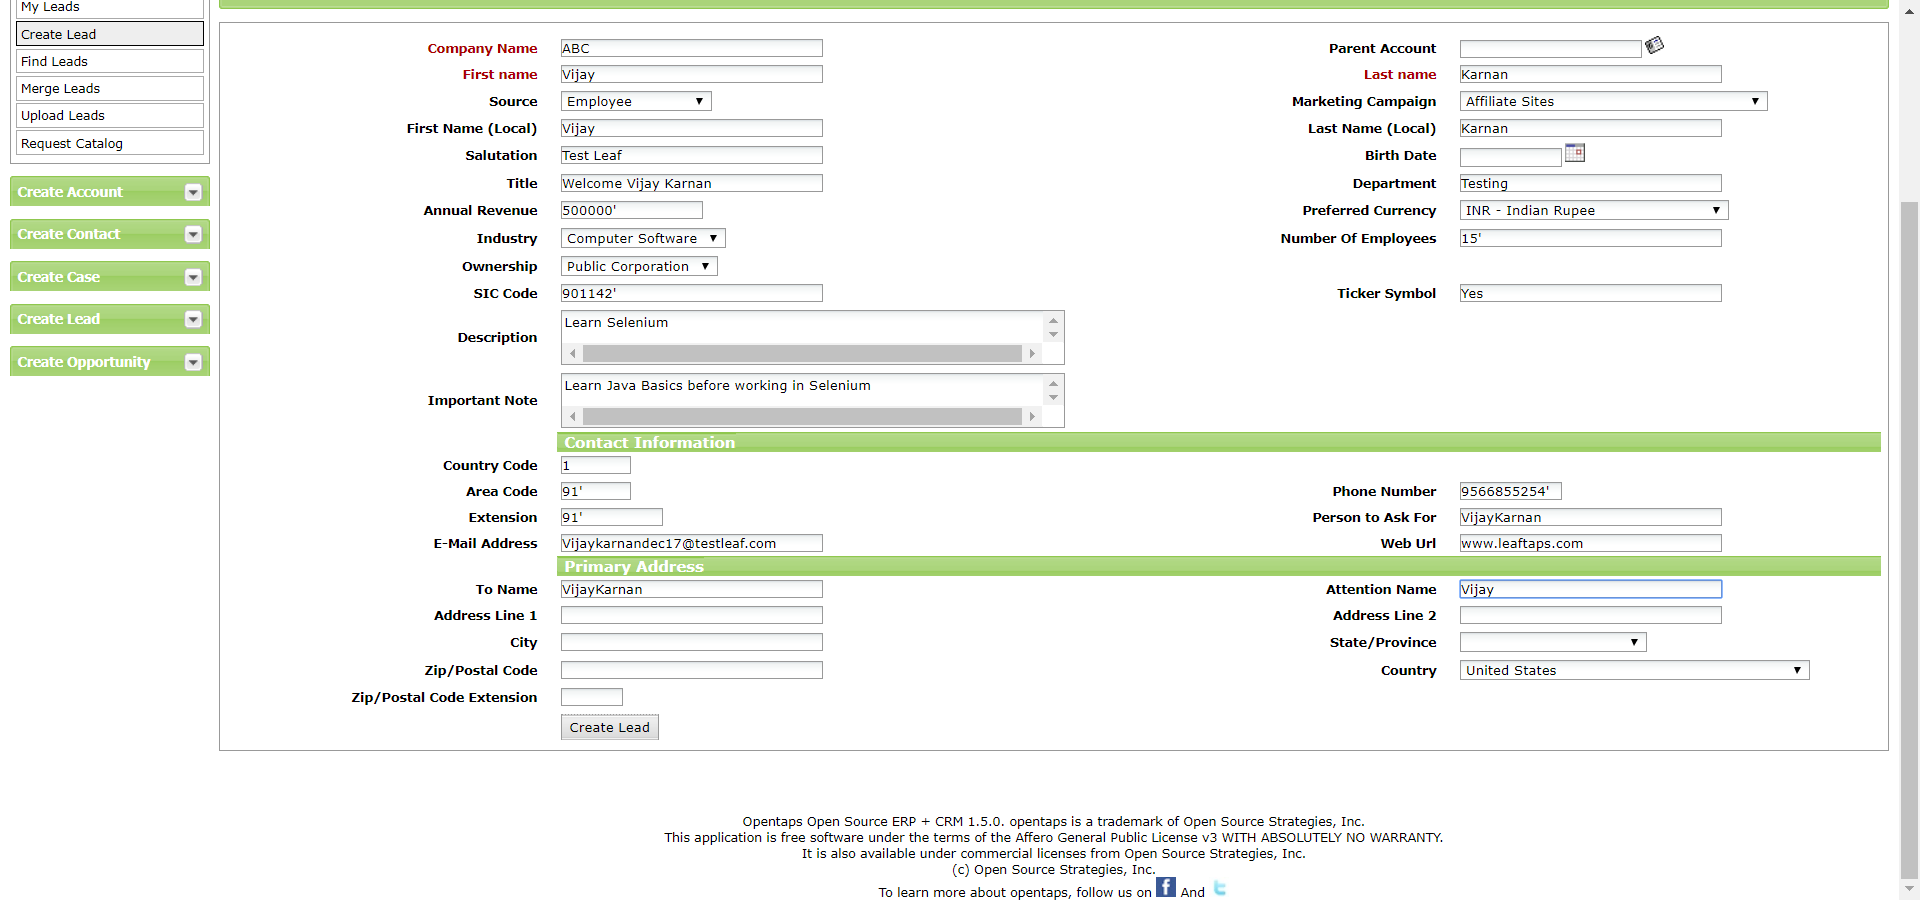 My Leads
Create Lead
Find Leads
Merge Leads
Upload Leads
Request Catalog
Create Account
Create Contact
Create Case
Create Lead
Create Opportunity
Company Name ABC Parent Account
First name Vijay Last name Karnan
Source Employee Marketing Campaign Affiliate Sites
First Name (Local) Vijay Last Name (Local) Karnan
Salutation Test Leaf Birth Date
Title Welcome Vijay Karnan Department Testing
Annual Revenue 500000' Preferred Currency INR - Indian Rupee
Industry Computer Software Number Of Employees 15'
Ownership Public Corporation
SIC Code 901142' Ticker Symbol Yes
Description Learn Selenium
Important Note Learn Java Basics before working in Selenium
Contact Information
Country Code 1
Area Code 91' Phone Number 9566855254'
Extension 91' Person to Ask For VijayKarnan
E-Mail Address Vijaykarnandec17@testleaf.com Web Url www.leaftaps.com
Primary Address
To Name VijayKarnan Attention Name Vijay
Address Line 1 Address Line 2
City State/Province
Zip/Postal Code Country United States
Zip/Postal Code Extension
Create Lead
Opentaps Open Source ERP + CRM 1.5.0. opentaps is a trademark of Open Source Strategies, Inc.
This application is free software under the terms of the Affero General Public License v3 WITH ABSOLUTELY NO WARRANTY.
It is also available under commercial licenses from Open Source Strategies, Inc.
(c) Open Source Strategies, Inc.
To learn more about opentaps, follow us on f And t